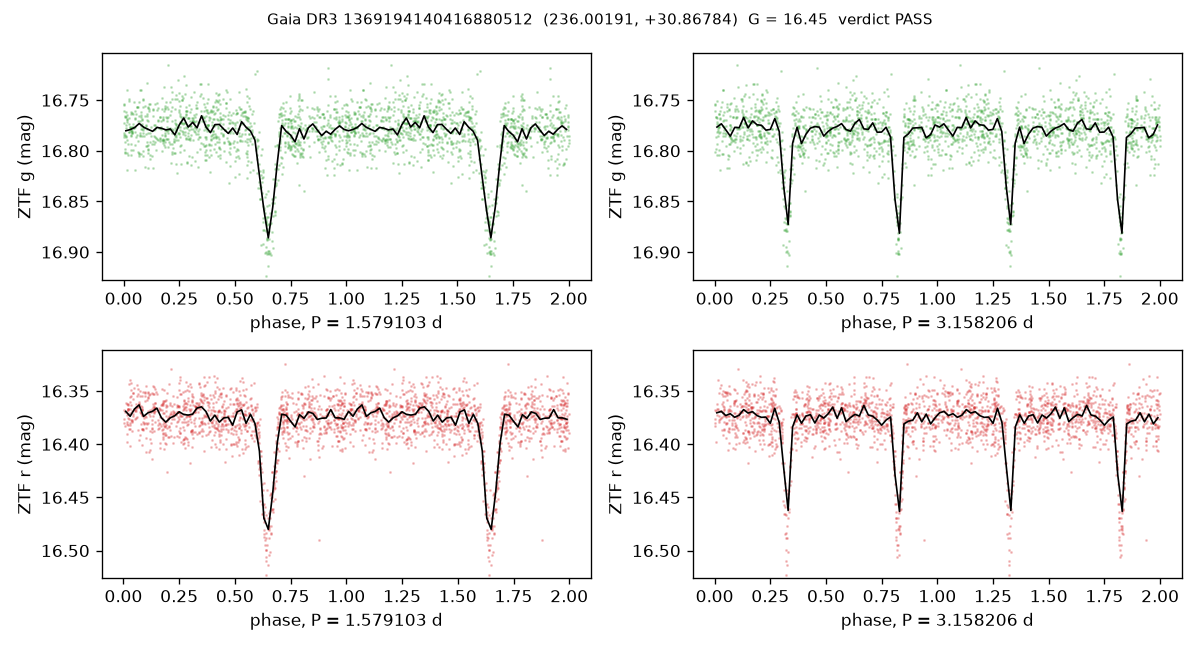 Gaia DR3 1369194140416880512 (236.00191, +30.86784) G = 16.45 verdict PASS
16.75
16.80
16.85
16.90
ZTF g (mag)
0.00 0.25 0.50 0.75 1.00 1.25 1.50 1.75 2.00
phase, P = 1.579103 d
16.75
16.80
16.85
16.90
ZTF g (mag)
0.00 0.25 0.50 0.75 1.00 1.25 1.50 1.75 2.00
phase, P = 3.158206 d
16.35
16.40
16.45
16.50
ZTF r (mag)
0.00 0.25 0.50 0.75 1.00 1.25 1.50 1.75 2.00
phase, P = 1.579103 d
16.35
16.40
16.45
16.50
ZTF r (mag)
0.00 0.25 0.50 0.75 1.00 1.25 1.50 1.75 2.00
phase, P = 3.158206 d